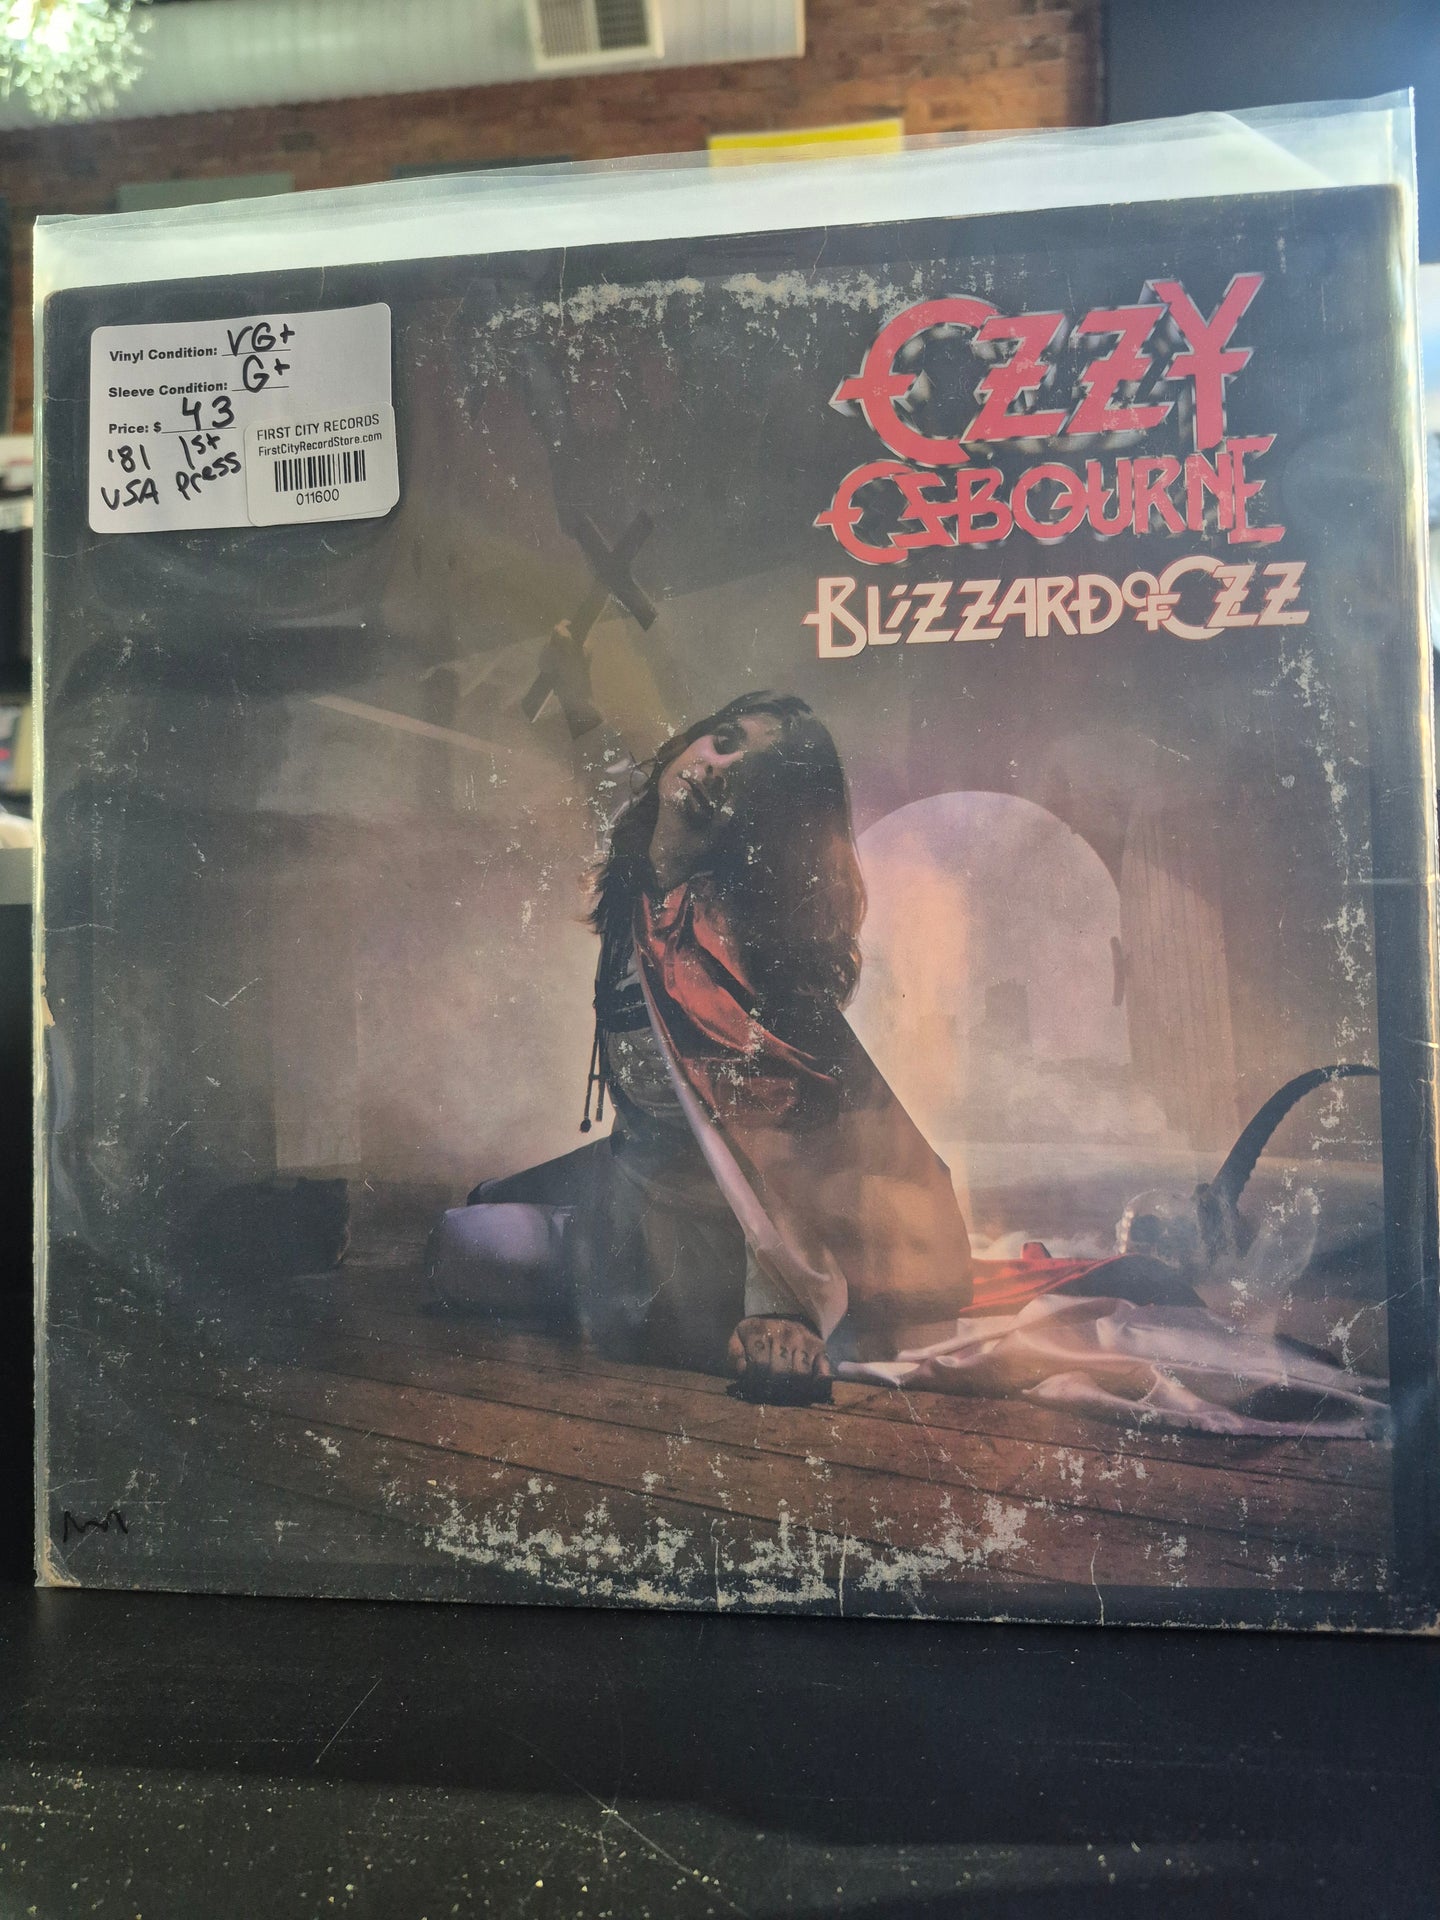 Vinyl Condition: VG+
Sleeve Condition: G+
Price: $ 43
'81 1st
USA press
FIRST CITY RECORDS
FirstCityRecordStore.com
011600
OZZY
OSBOURNE
BLIZZARD OF OZZ